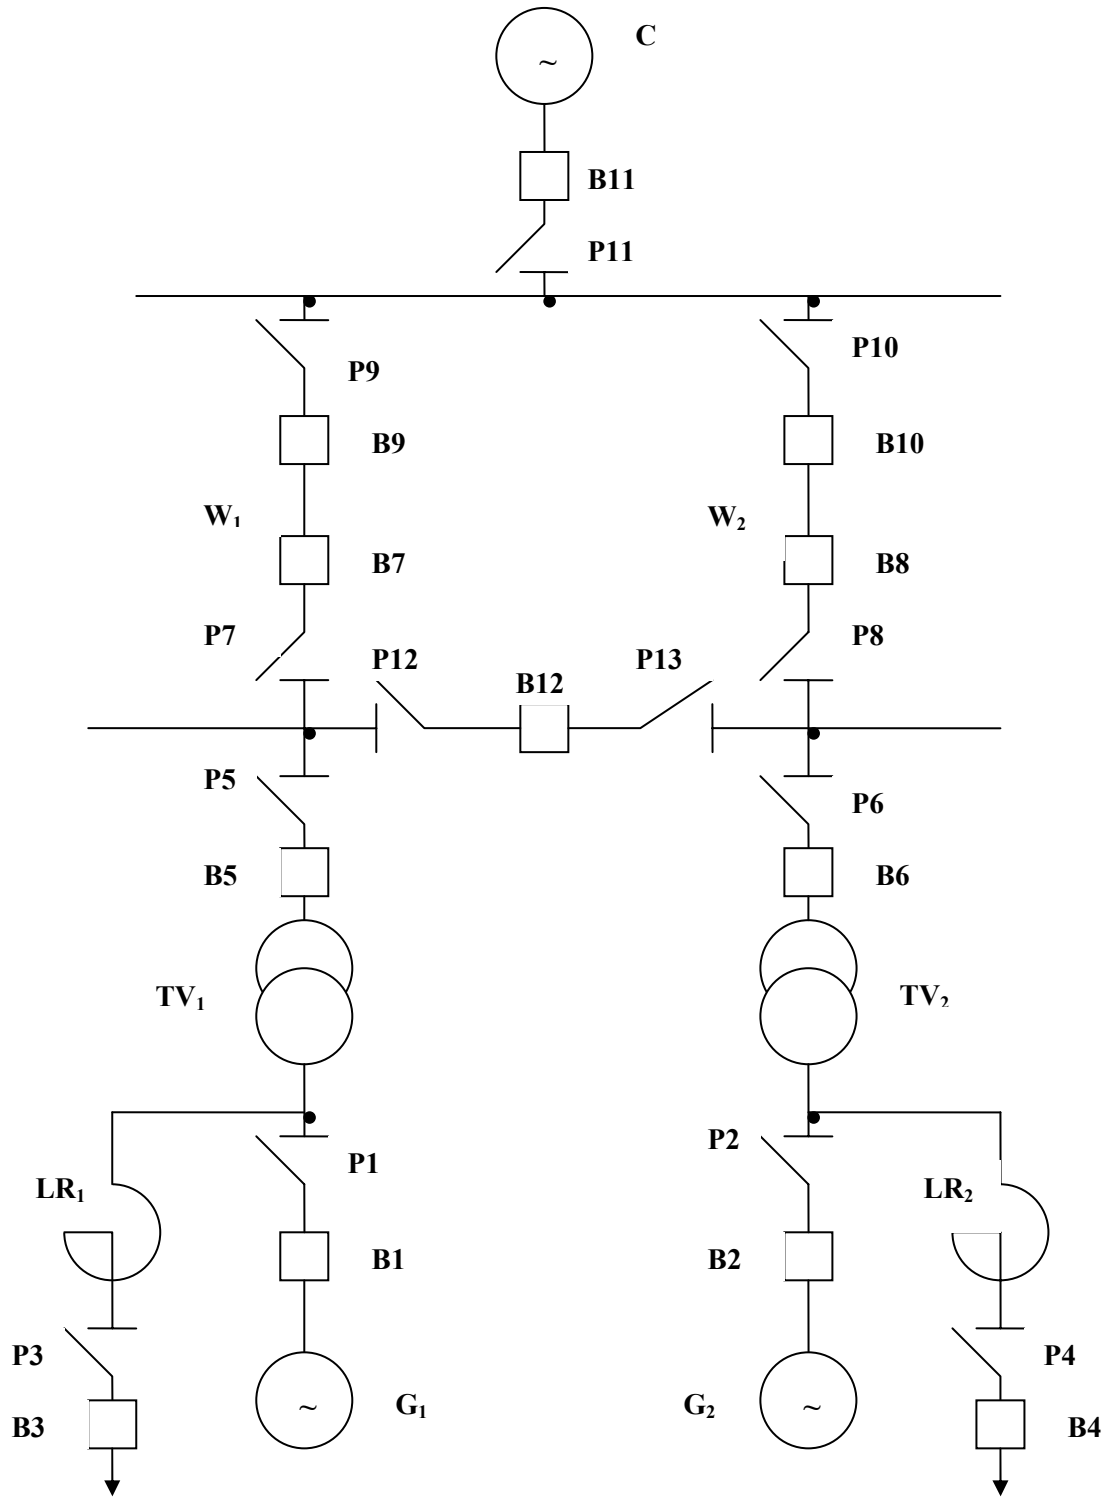 C
~
B11
P11
P10
P9
B9
B10
W₁
W₂
B7
B8
P7
P8
P12
P13
B12
P5
P6
B5
B6
TV₁
TV₂
P2
P1
LR₁
LR₂
B1
B2
P3
P4
G₁
G₂
~
~
B3
B4